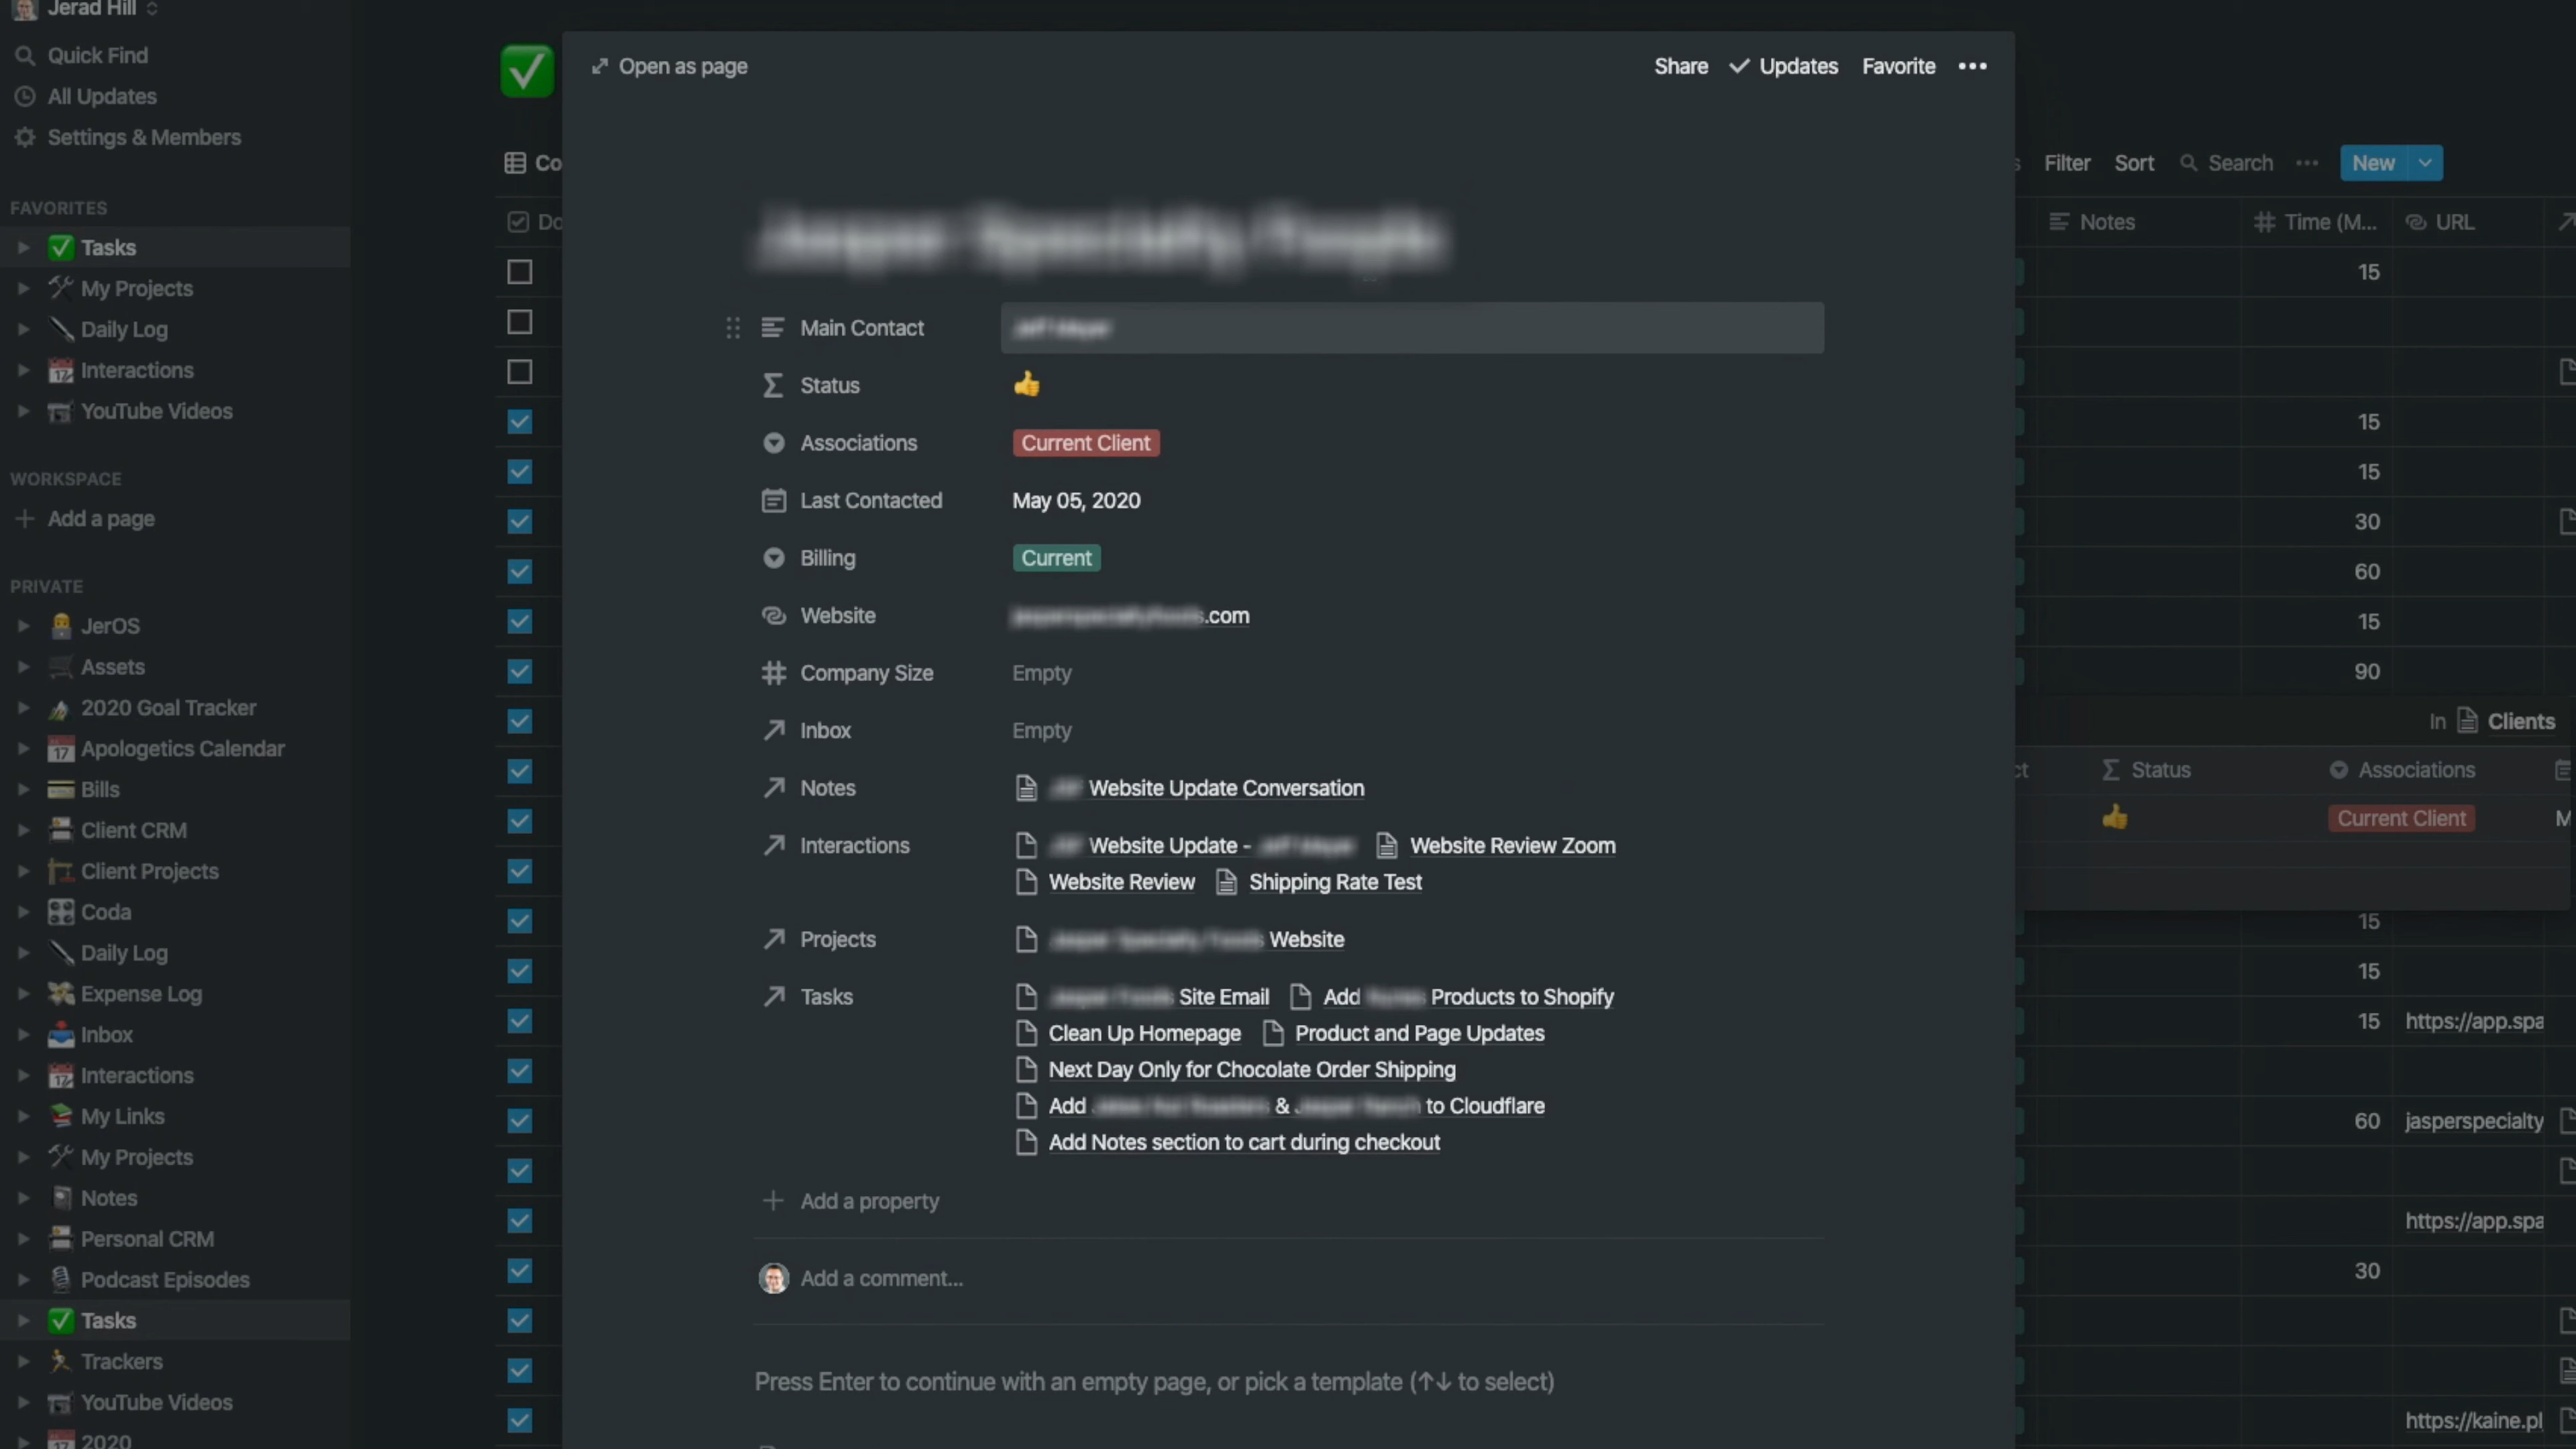 Jerad Hill
Quick Find
All Updates
Settings & Members
FAVORITES
Tasks
My Projects
Daily Log
Interactions
YouTube Videos
WORKSPACE
Add a page
PRIVATE
JerOS
Assets
2020 Goal Tracker
Apologetics Calendar
Bills
Client CRM
Client Projects
Coda
Daily Log
Expense Log
Inbox
Interactions
My Links
My Projects
Notes
Personal CRM
Podcast Episodes
Tasks
Trackers
YouTube Videos
2020
Co
Do
Open as page
Share Updates Favorite •••
Main Contact
Status 👍
Associations Current Client
Last Contacted May 05, 2020
Billing Current
Website .com
Company Size Empty
Inbox Empty
Notes Website Update Conversation
Interactions Website Update - Website Review Zoom
Website Review Shipping Rate Test
Projects Website
Tasks Site Email Add Products to Shopify
Clean Up Homepage Product and Page Updates
Next Day Only for Chocolate Order Shipping
Add & to Cloudflare
Add Notes section to cart during checkout
Add a property
Add a comment...
Press Enter to continue with an empty page, or pick a template (↑↓ to select)
Filter Sort Search ••• New
Notes Time (M... URL
15
15
15
30
60
15
90
In Clients
ct Status Associations
👍 Current Client M
15
15
15 https://app.spa
60 jasperspecialty
https://app.spa
30
https://kaine.pl